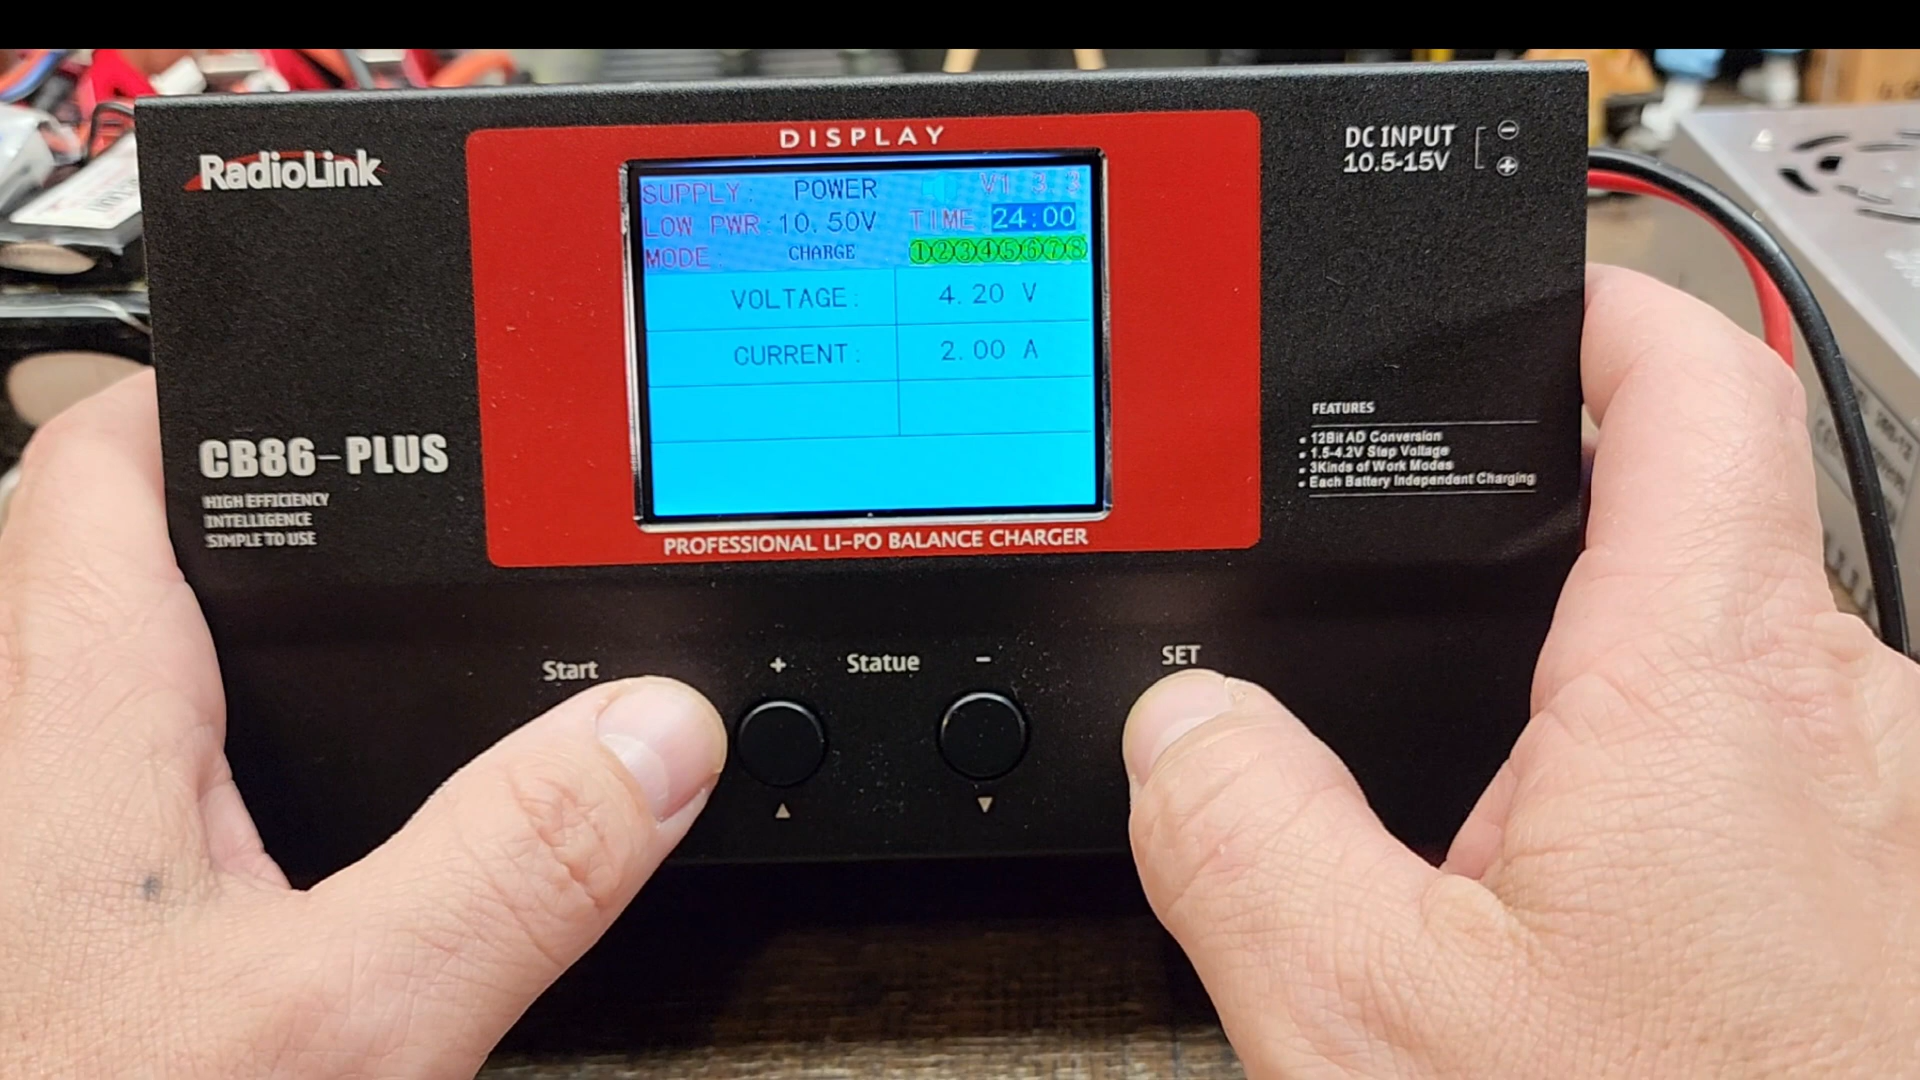 RadioLink
DISPLAY
DC INPUT
10.5-15V
SUPPLY: POWER V1 3.3
LOW PWR:10.50V TIME 24:00
MODE: CHARGE 12345678
VOLTAGE: 4.20 V
CURRENT: 2.00 A
CB86-PLUS
HIGH EFFICIENCY
INTELLIGENCE
SIMPLE TO USE
FEATURES
• 12Bit AD Conversion
• 1.5-4.2V Step Voltage
• 3Kinds of Work Modes
• Each Battery Independent Charging
PROFESSIONAL LI-PO BALANCE CHARGER
Start + Statue - SET